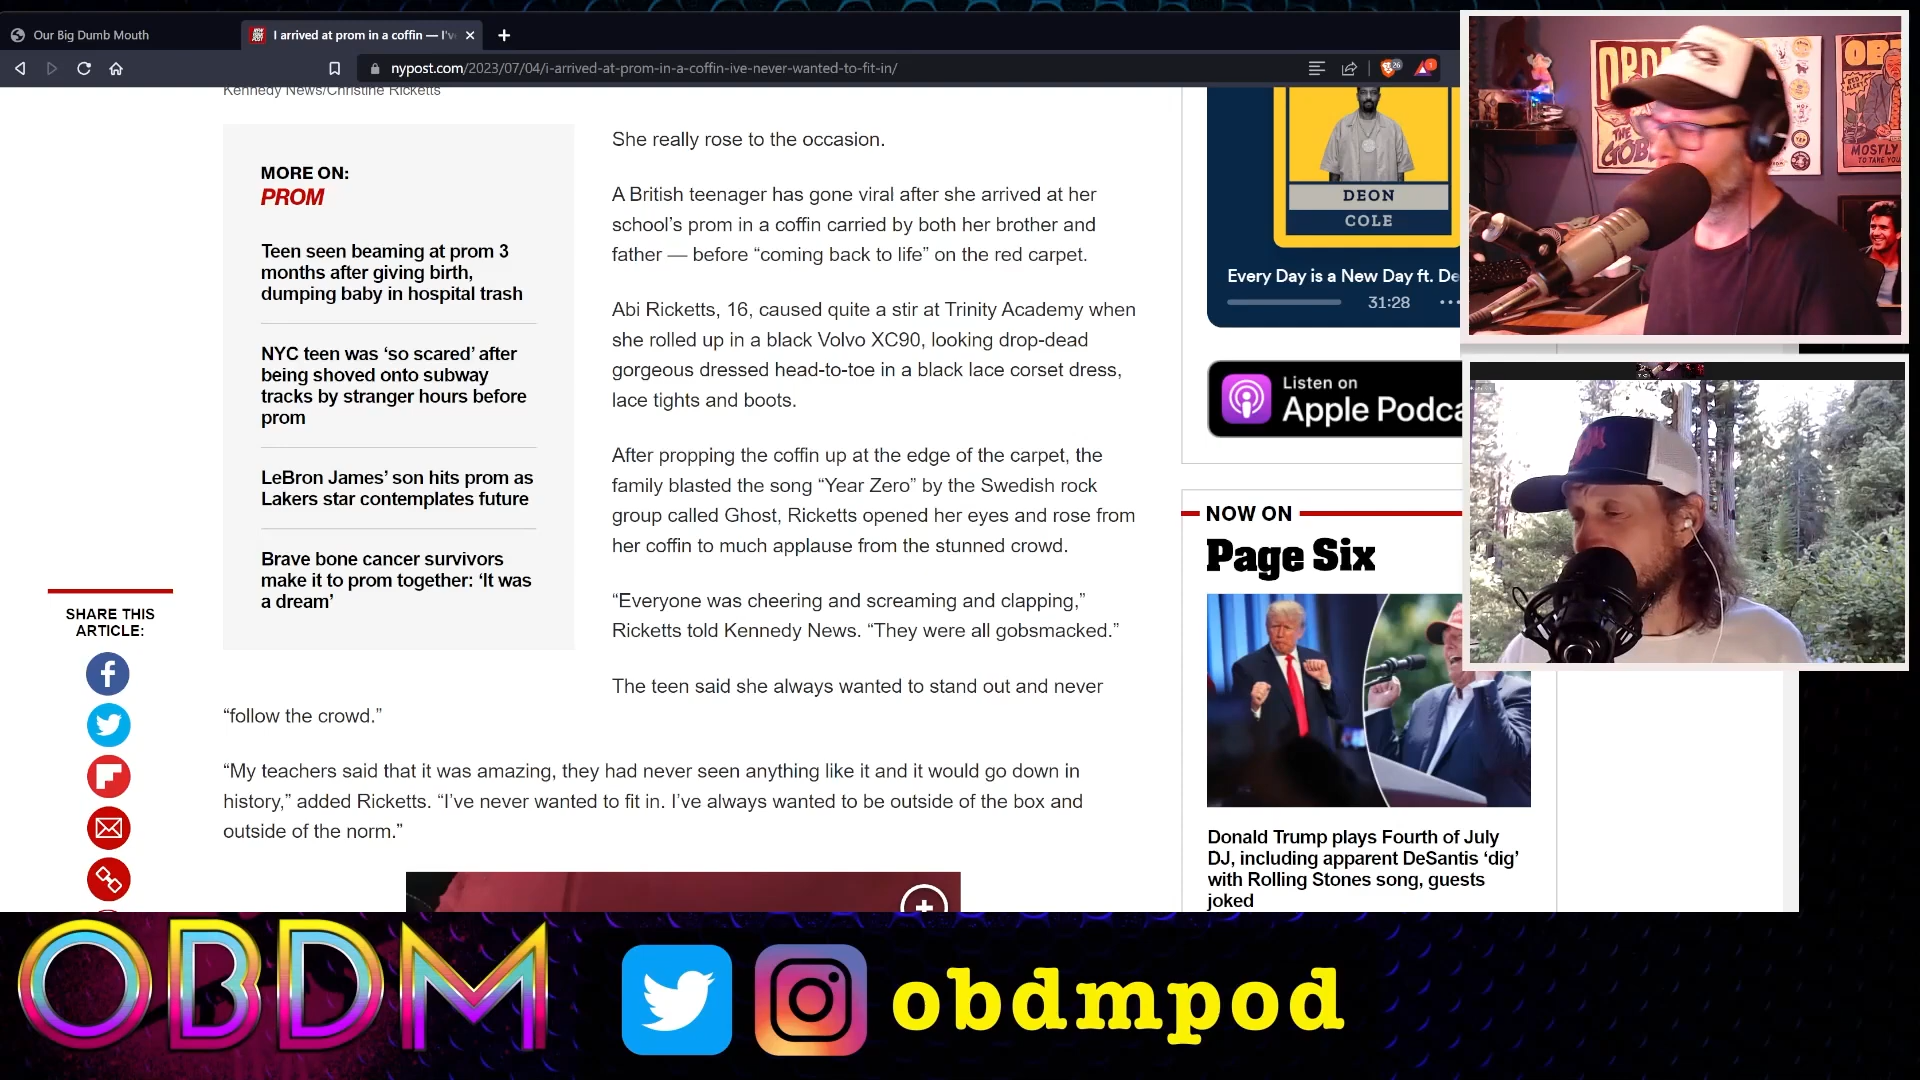 Our Big Dumb Mouth
I arrived at prom in a coffin — I'v
nypost.com/2023/07/04/i-arrived-at-prom-in-a-coffin-ive-never-wanted-to-fit-in/
Kennedy News/Christine Ricketts
MORE ON:
PROM
Teen seen beaming at prom 3
months after giving birth,
dumping baby in hospital trash
NYC teen was ‘so scared’ after
being shoved onto subway
tracks by stranger hours before
prom
LeBron James’ son hits prom as
Lakers star contemplates future
Brave bone cancer survivors
make it to prom together: ‘It was
a dream’
SHARE THIS
ARTICLE:
She really rose to the occasion.
A British teenager has gone viral after she arrived at her
school’s prom in a coffin carried by both her brother and
father — before “coming back to life” on the red carpet.
Abi Ricketts, 16, caused quite a stir at Trinity Academy when
she rolled up in a black Volvo XC90, looking drop-dead
gorgeous dressed head-to-toe in a black lace corset dress,
lace tights and boots.
After propping the coffin up at the edge of the carpet, the
family blasted the song “Year Zero” by the Swedish rock
group called Ghost, Ricketts opened her eyes and rose from
her coffin to much applause from the stunned crowd.
“Everyone was cheering and screaming and clapping,”
Ricketts told Kennedy News. “They were all gobsmacked.”
The teen said she always wanted to stand out and never
“follow the crowd.”
“My teachers said that it was amazing, they had never seen anything like it and it would go down in
history,” added Ricketts. “I’ve never wanted to fit in. I’ve always wanted to be outside of the box and
outside of the norm.”
DEON
COLE
Every Day is a New Day ft. De
31:28
Listen on
Apple Podca
NOW ON
Page Six
Donald Trump plays Fourth of July
DJ, including apparent DeSantis ‘dig’
with Rolling Stones song, guests
joked
OBDM
THE
MOSTLY
OBDM
obdmpod